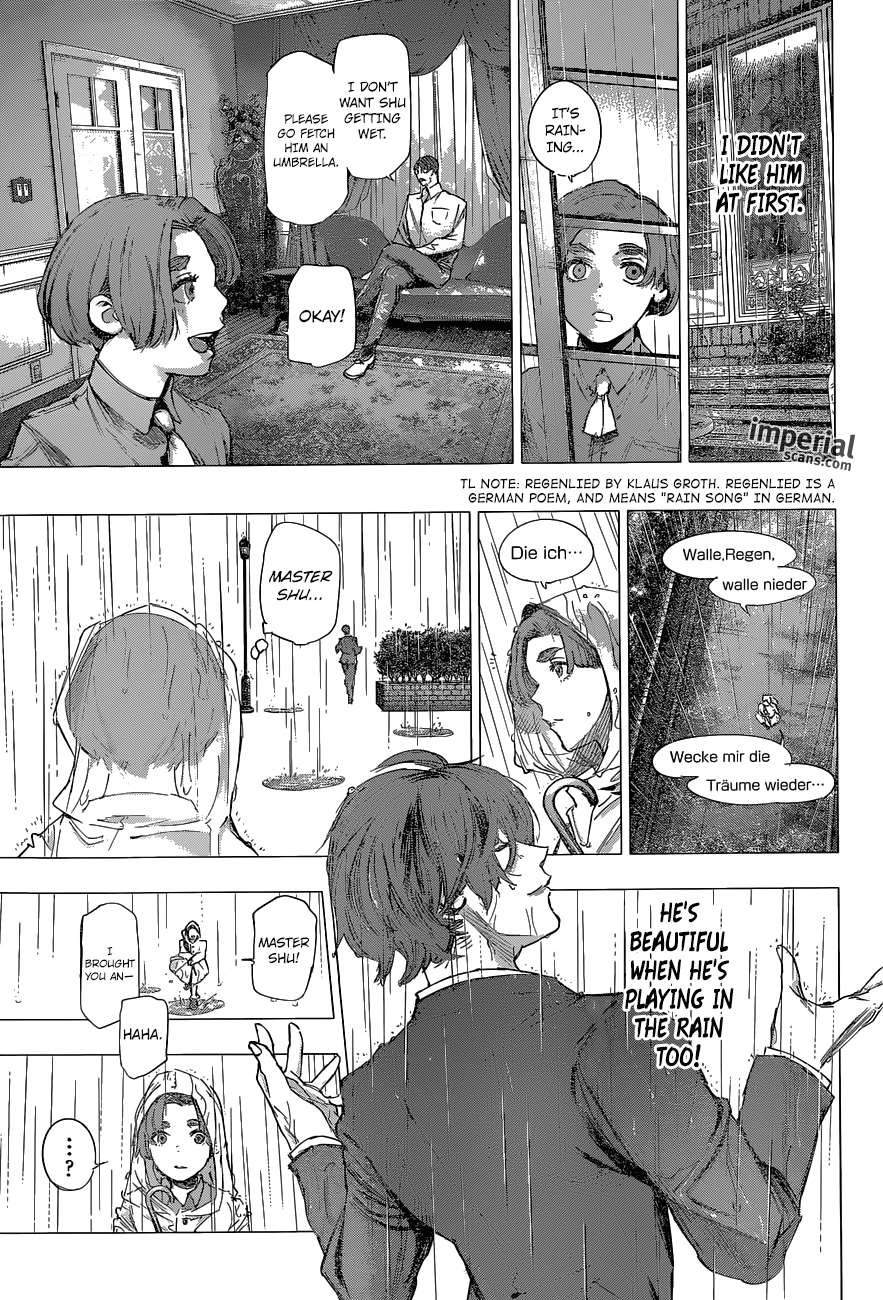 I DIDN'T
LIKE HIM
AT FIRST.
IT'S
RAIN-
ING...
I DON'T
WANT SHU
GETTING
WET.
PLEASE
GO FETCH
HIM AN
UMBRELLA.
OKAY!
imperial
scans.com
TL NOTE: REGENLIED BY KLAUS GROTH. REGENLIED IS A
GERMAN POEM, AND MEANS "RAIN SONG" IN GERMAN.
Walle,Regen,
walle nieder
Wecke mir die
Träume wieder…
Die ich…
MASTER
SHU...
HE'S
BEAUTIFUL
WHEN HE'S
PLAYING IN
THE RAIN
TOO!
MASTER
SHU!
I
BROUGHT
YOU AN—
HAHA.
…?